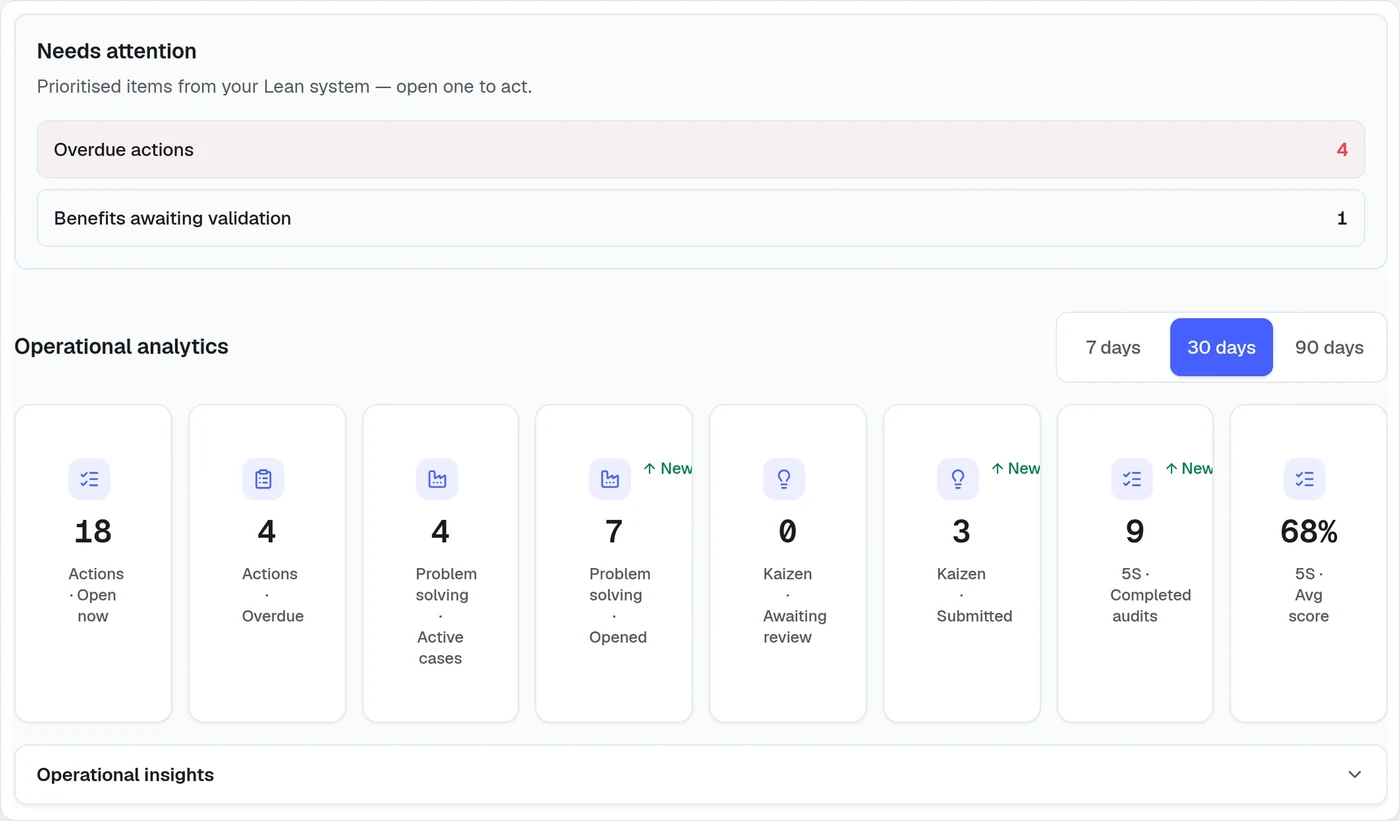 Needs attention
Prioritised items from your Lean system — open one to act.
Overdue actions 4
Benefits awaiting validation 1
Operational analytics
7 days 30 days 90 days
18
Actions
· Open
now
4
Actions
·
Overdue
4
Problem
solving
·
Active
cases
↑ New
7
Problem
solving
·
Opened
0
Kaizen
·
Awaiting
review
↑ New
3
Kaizen
·
Submitted
↑ New
9
5S ·
Completed
audits
68%
5S ·
Avg
score
Operational insights